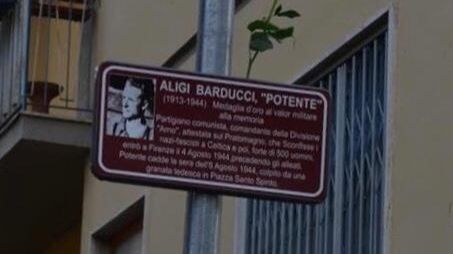 ALIGI BARDUCCI, "POTENTE"
(1913-1944) Medaglia d'oro al valor militare
alla memoria
Partigiano comunista, comandante della Divisione
"Arno", attestata sul Pratomagno, che Sconfisse i
nazi-fascisti a Cetica e poi, forte di 500 uomini,
entrò a Firenze il 4 Agosto 1944 precedendo gli alleati.
Potente cadde la sera dell'8 Agosto 1944, colpito da una
granata tedesca in Piazza Santo Spirito.